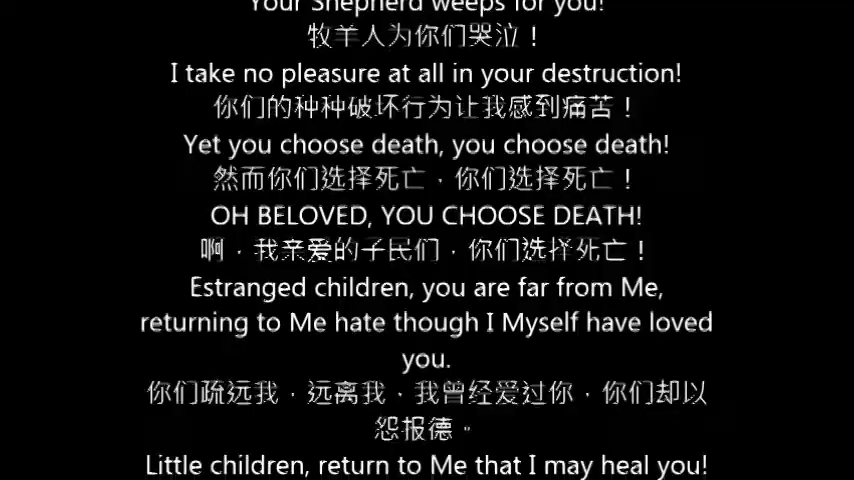 Your Shepherd weeps for you!
牧羊人为你们哭泣！
I take no pleasure at all in your destruction!
你们的种种破坏行为让我感到痛苦！
Yet you choose death, you choose death!
然而你们选择死亡，你们选择死亡！
OH BELOVED, YOU CHOOSE DEATH!
啊，我亲爱的子民们，你们选择死亡！
Estranged children, you are far from Me,
returning to Me hate though I Myself have loved
you.
你们疏远我，远离我，我曾经爱过你，你们却以
怨报德。
Little children, return to Me that I may heal you!